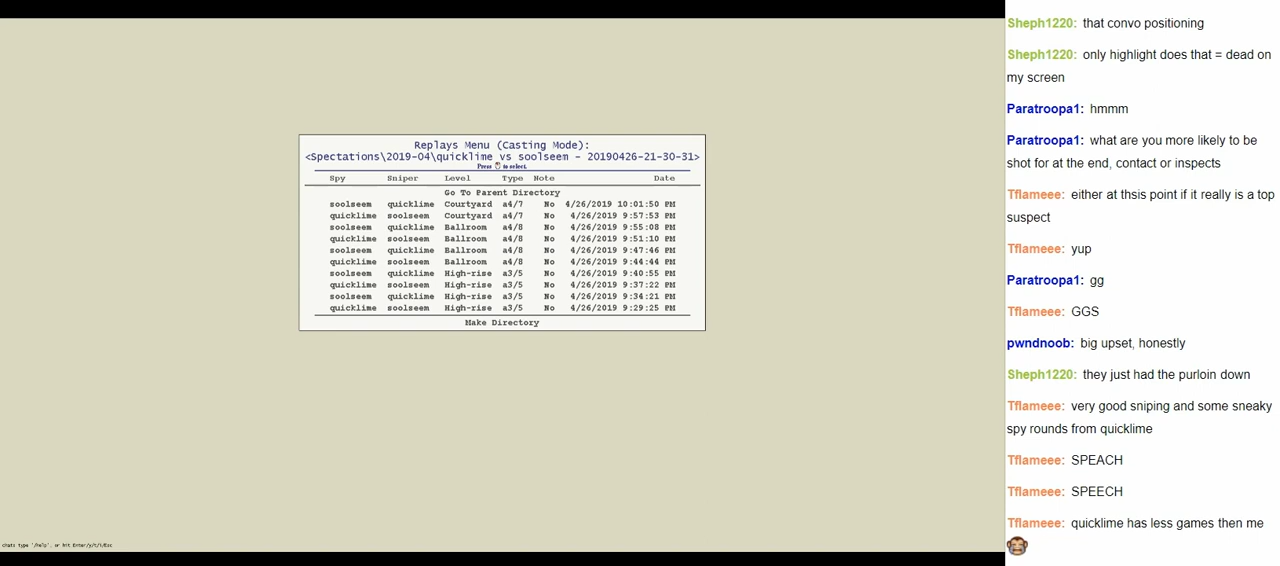 Replays Menu (Casting Mode):
<Spectations\2019-04\quicklime vs soolseem - 20190426-21-30-31>
Press to select.
Spy Sniper Level Type Note Date
Go To Parent Directory
soolseem quicklime Courtyard a4/7 No 4/26/2019 10:01:50 PM
quicklime soolseem Courtyard a4/7 No 4/26/2019 9:57:53 PM
soolseem quicklime Ballroom a4/8 No 4/26/2019 9:55:08 PM
quicklime soolseem Ballroom a4/8 No 4/26/2019 9:51:10 PM
soolseem quicklime Ballroom a4/8 No 4/26/2019 9:47:46 PM
quicklime soolseem Ballroom a4/8 No 4/26/2019 9:44:44 PM
soolseem quicklime High-rise a3/5 No 4/26/2019 9:40:55 PM
quicklime soolseem High-rise a3/5 No 4/26/2019 9:37:22 PM
soolseem quicklime High-rise a3/5 No 4/26/2019 9:34:21 PM
quicklime soolseem High-rise a3/5 No 4/26/2019 9:29:25 PM
Make Directory
chat: type '/help', or hit Enter/y/t/i/Esc
Sheph1220: that convo positioning
Sheph1220: only highlight does that = dead on
my screen
Paratroopa1: hmmm
Paratroopa1: what are you more likely to be
shot for at the end, contact or inspects
Tflameee: either at thsis point if it really is a top
suspect
Tflameee: yup
Paratroopa1: gg
Tflameee: GGS
pwndnoob: big upset, honestly
Sheph1220: they just had the purloin down
Tflameee: very good sniping and some sneaky
spy rounds from quicklime
Tflameee: SPEACH
Tflameee: SPEECH
Tflameee: quicklime has less games then me